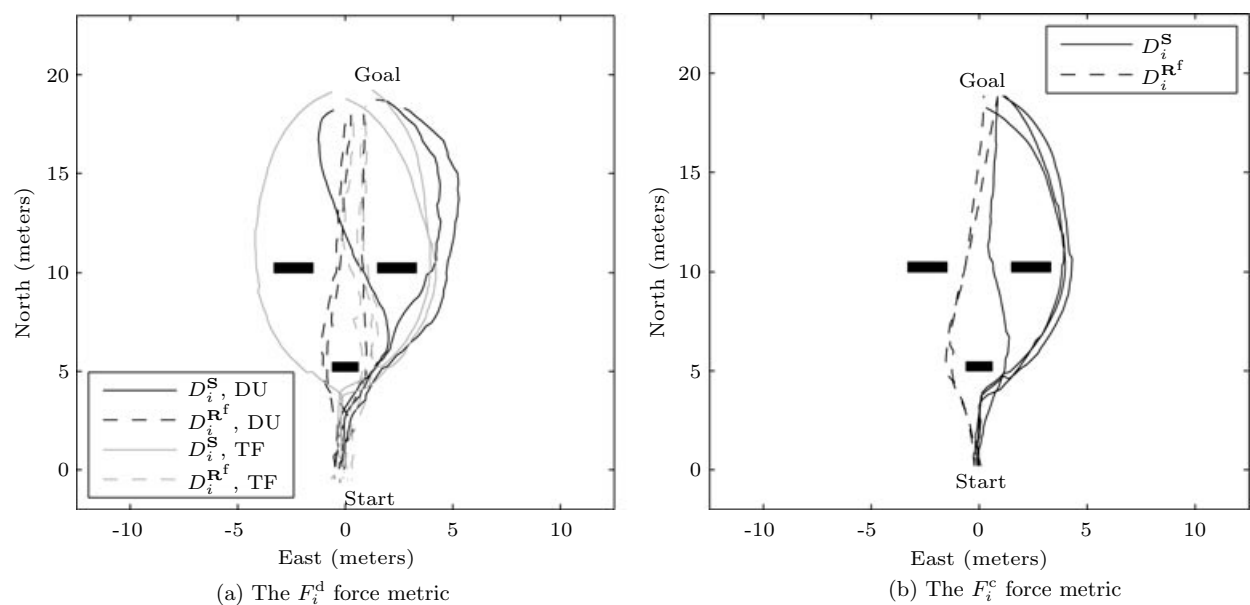 20
15
10
5
0
North (meters)
Goal
Start
D_i^S , DU
D_i^{R^f} , DU
D_i^S , TF
D_i^{R^f} , TF
-10 -5 0 5 10
East (meters)
(a) The F_i^d force metric
20
15
10
5
0
North (meters)
D_i^S
D_i^{R^f}
Goal
Start
-10 -5 0 5 10
East (meters)
(b) The F_i^c force metric